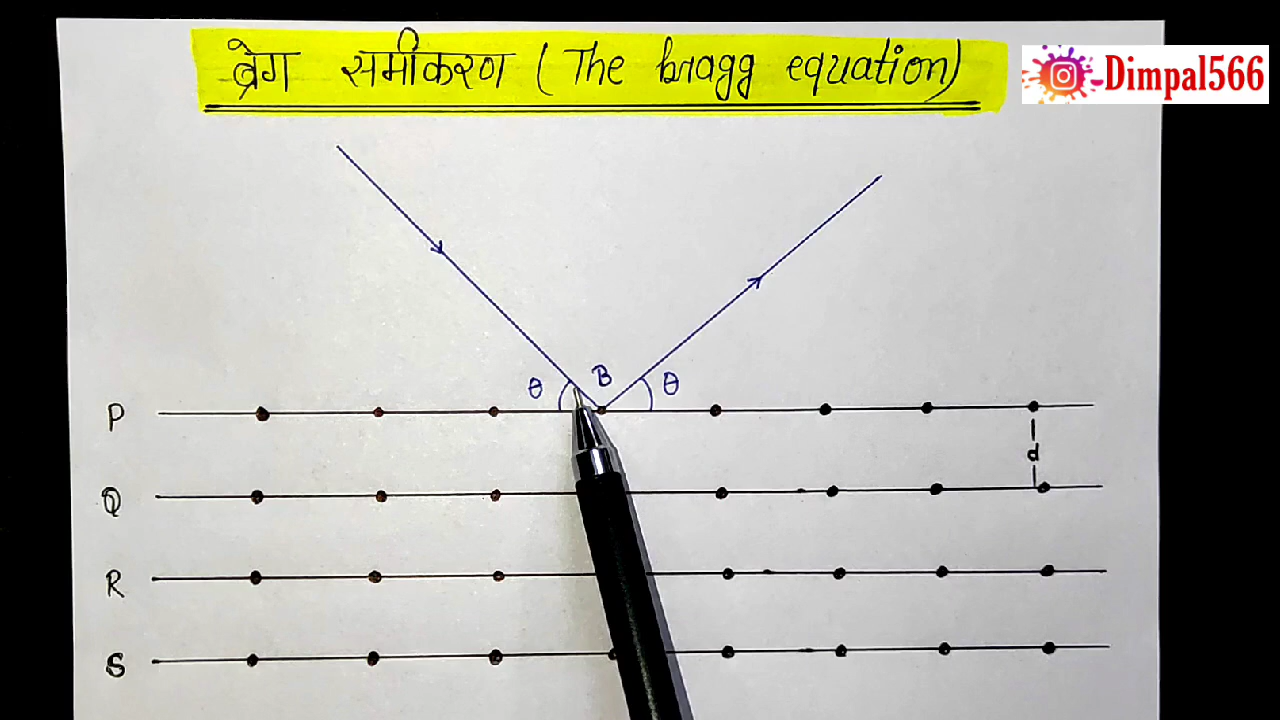 ब्रेग समीकरण ( The bragg equation)
Dimpal566
θ B θ
P
d
Q
R
S